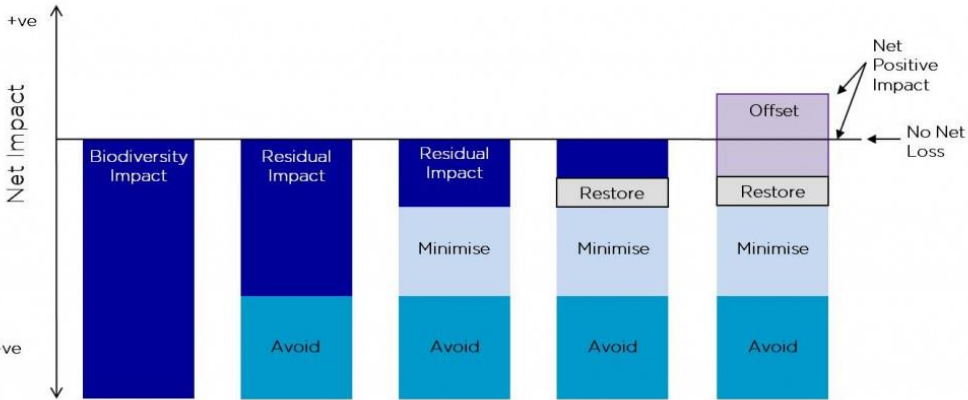 +ve
Net Impact
-ve
Biodiversity
Impact
Residual
Impact
Avoid
Residual
Impact
Minimise
Avoid
Restore
Minimise
Avoid
Offset
Restore
Minimise
Avoid
Net
Positive
Impact
No Net
Loss